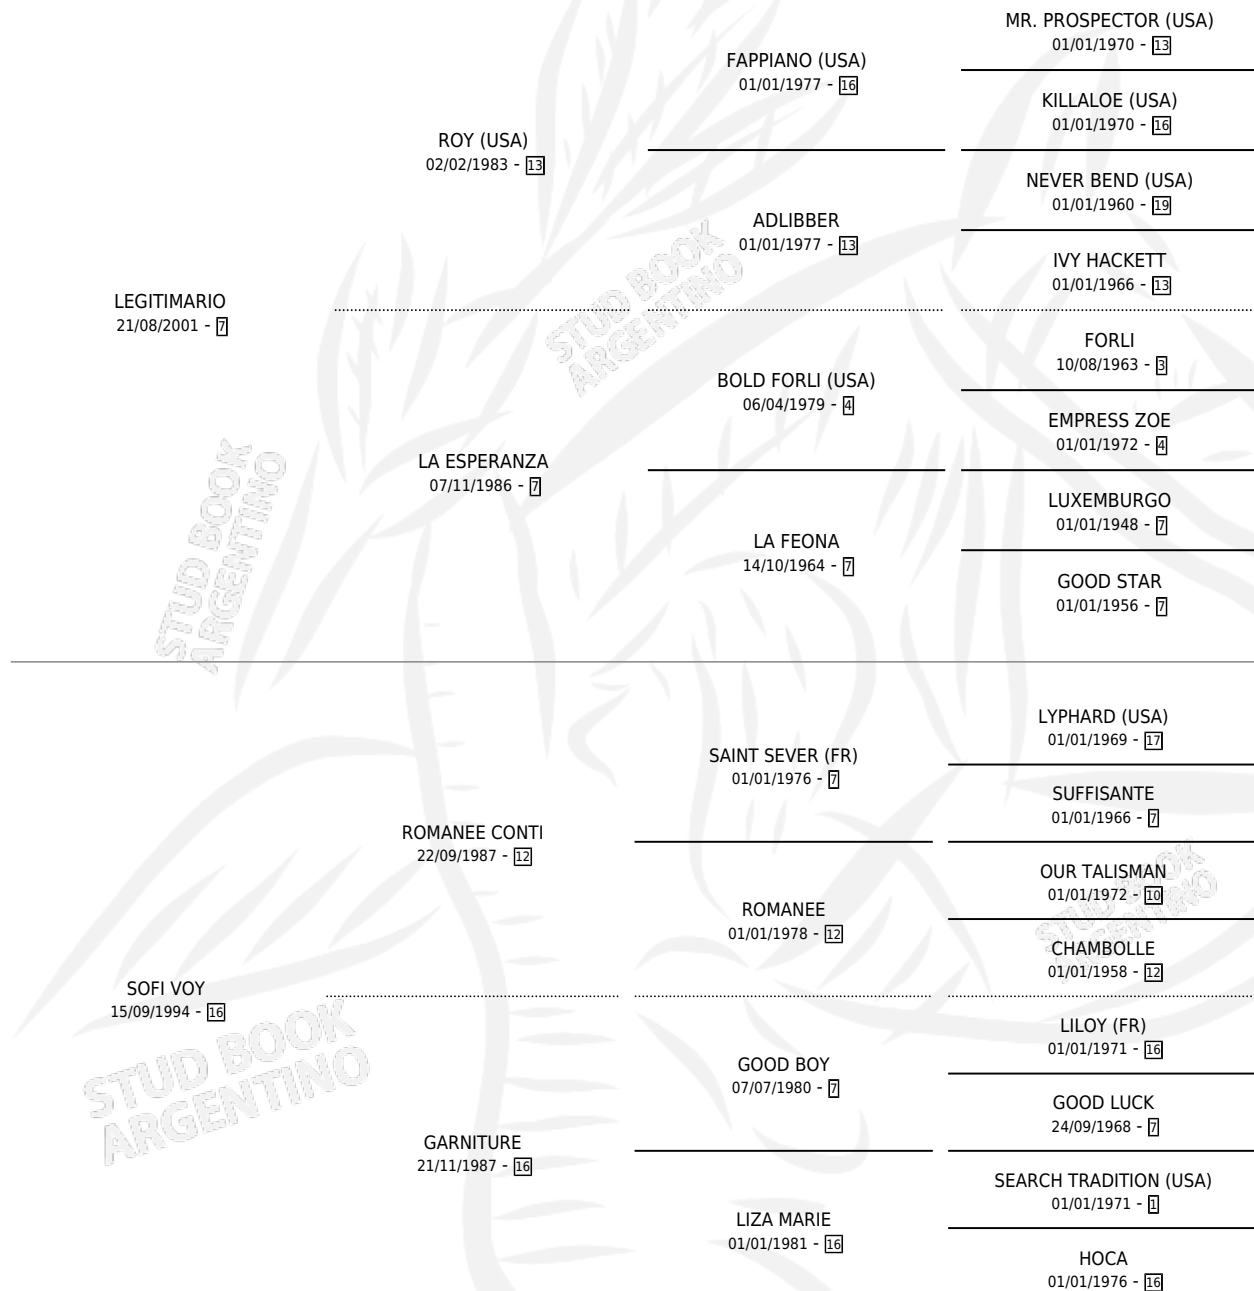 MR. PROSPECTOR (USA)
01/01/1970 - 13
FAPPIANO (USA)
01/01/1977 - 16
KILLALOE (USA)
01/01/1970 - 16
ROY (USA)
02/02/1983 - 13
NEVER BEND (USA)
01/01/1960 - 19
ADLIBBER
01/01/1977 - 13
IVY HACKETT
01/01/1966 - 13
LEGITIMARIO
21/08/2001 - 7
FORLI
10/08/1963 - 3
BOLD FORLI (USA)
06/04/1979 - 4
EMPRESS ZOE
01/01/1972 - 4
LA ESPERANZA
07/11/1986 - 7
LUXEMBURGO
01/01/1948 - 7
LA FEONA
14/10/1964 - 7
GOOD STAR
01/01/1956 - 7
LYPHARD (USA)
01/01/1969 - 17
SAINT SEVER (FR)
01/01/1976 - 7
SUFFISANTE
01/01/1966 - 7
ROMANEE CONTI
22/09/1987 - 12
OUR TALISMAN
01/01/1972 - 10
ROMANEE
01/01/1978 - 12
CHAMBOLLE
01/01/1958 - 12
SOFI VOY
15/09/1994 - 16
LILOY (FR)
01/01/1971 - 16
GOOD BOY
07/07/1980 - 7
GOOD LUCK
24/09/1968 - 7
GARNITURE
21/11/1987 - 16
SEARCH TRADITION (USA)
01/01/1971 - 1
LIZA MARIE
01/01/1981 - 16
HOCA
01/01/1976 - 16
STUD BOOK
ARGENTINO
STUD BOOK
ARGENTINO
STUD BOOK
ARGENTINO
STUD BOOK
ARGENTINO